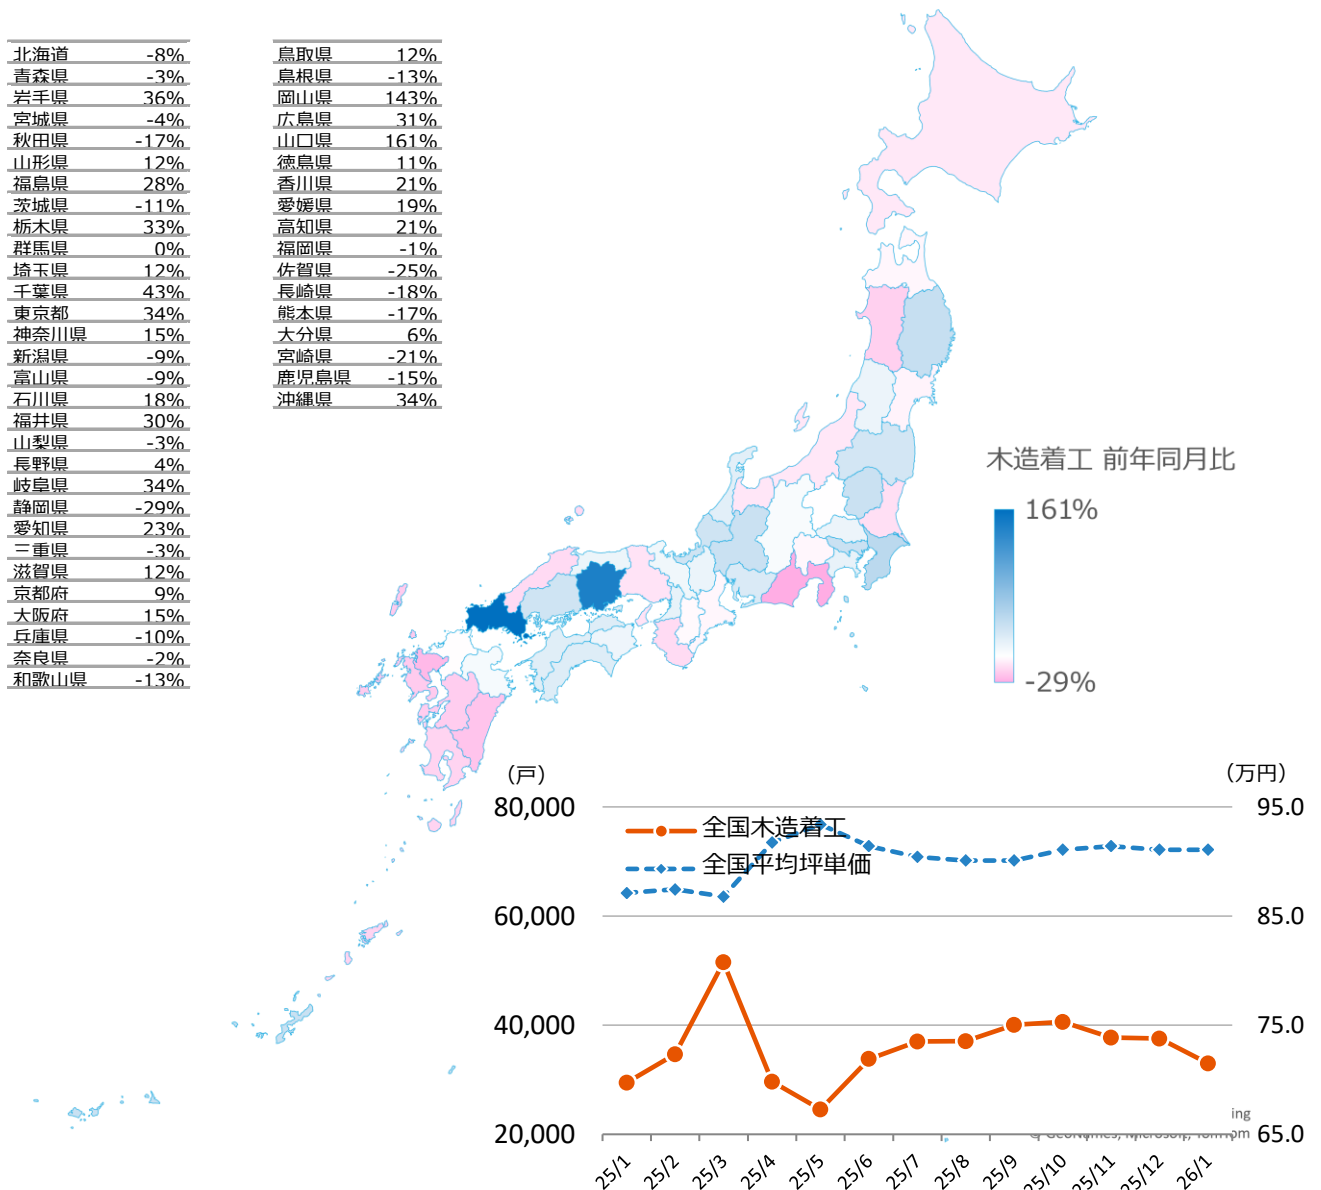 北海道 -8%
青森県 -3%
岩手県 36%
宮城県 -4%
秋田県 -17%
山形県 12%
福島県 28%
茨城県 -11%
栃木県 33%
群馬県 0%
埼玉県 12%
千葉県 43%
東京都 34%
神奈川県 15%
新潟県 -9%
富山県 -9%
石川県 18%
福井県 30%
山梨県 -3%
長野県 4%
岐阜県 34%
静岡県 -29%
愛知県 23%
三重県 -3%
滋賀県 12%
京都府 9%
大阪府 15%
兵庫県 -10%
奈良県 -2%
和歌山県 -13%
鳥取県 12%
島根県 -13%
岡山県 143%
広島県 31%
山口県 161%
徳島県 11%
香川県 21%
愛媛県 19%
高知県 21%
福岡県 -1%
佐賀県 -25%
長崎県 -18%
熊本県 -17%
大分県 6%
宮崎県 -21%
鹿児島県 -15%
沖縄県 34%
木造着工 前年同月比
161%
-29%
（戸）
（万円）
80,000
60,000
40,000
20,000
95.0
85.0
75.0
65.0
全国木造着工
全国平均坪単価
ing
© GeoNames, Microsoft, TomTom
25/1 25/2 25/3 25/4 25/5 25/6 25/7 25/8 25/9 25/10 25/11 25/12 26/1